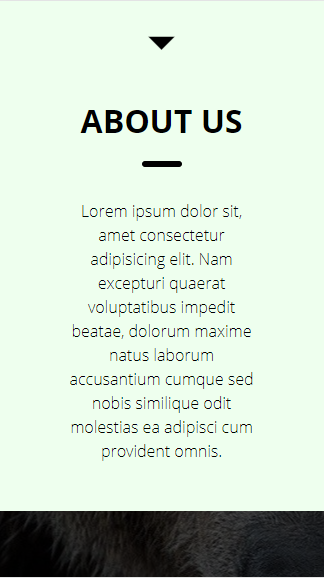 ABOUT US
Lorem ipsum dolor sit,
amet consectetur
adipisicing elit. Nam
excepturi quaerat
voluptatibus impedit
beatae, dolorum maxime
natus laborum
accusantium cumque sed
nobis similique odit
molestias ea adipisci cum
provident omnis.